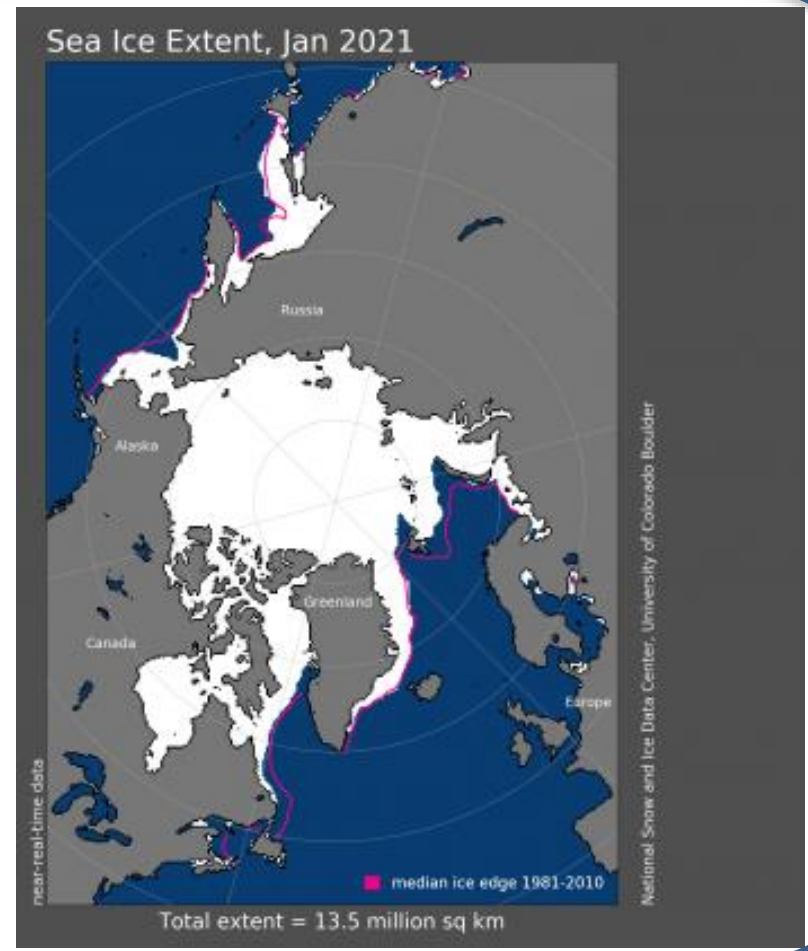 Sea Ice Extent, Jan 2021
Russia
Alaska
Greenland
Canada
Europe
near-real-time data
National Snow and Ice Data Center, University of Colorado Boulder
median ice edge 1981-2010
Total extent = 13.5 million sq km